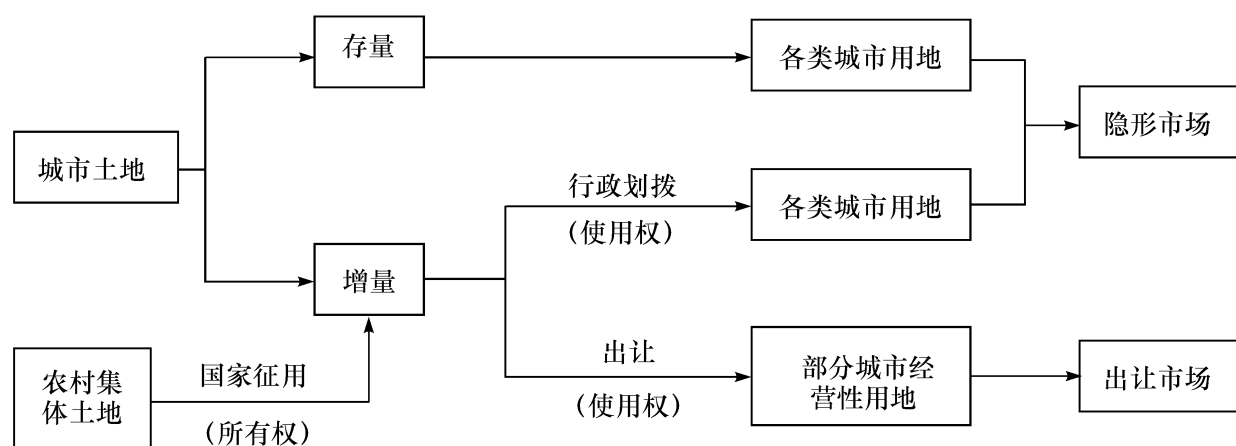 存量
各类城市用地
隐形市场
城市土地
行政划拨
(使用权)
各类城市用地
增量
农村集
体土地
国家征用
(所有权)
出让
(使用权)
部分城市经
营性用地
出让市场